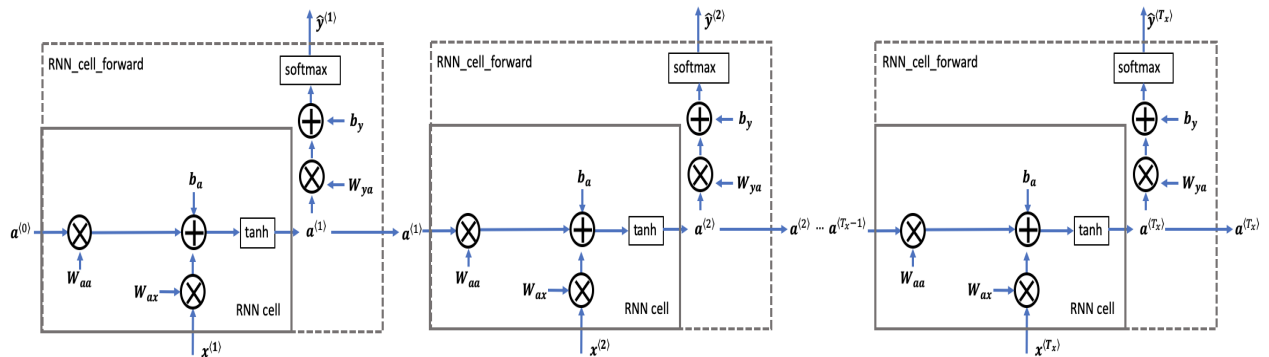 ŷ⟨1⟩
RNN_cell_forward
softmax
b_y
W_ya
b_a
a⟨0⟩
tanh
a⟨1⟩
W_aa
W_ax
RNN cell
x⟨1⟩
ŷ⟨2⟩
RNN_cell_forward
softmax
b_y
W_ya
b_a
a⟨1⟩
tanh
a⟨2⟩
W_aa
W_ax
RNN cell
x⟨2⟩
a⟨2⟩ ... a⟨T_x−1⟩
ŷ⟨T_x⟩
RNN_cell_forward
softmax
b_y
W_ya
b_a
tanh
a⟨T_x⟩
a⟨T_x⟩
W_aa
W_ax
RNN cell
x⟨T_x⟩